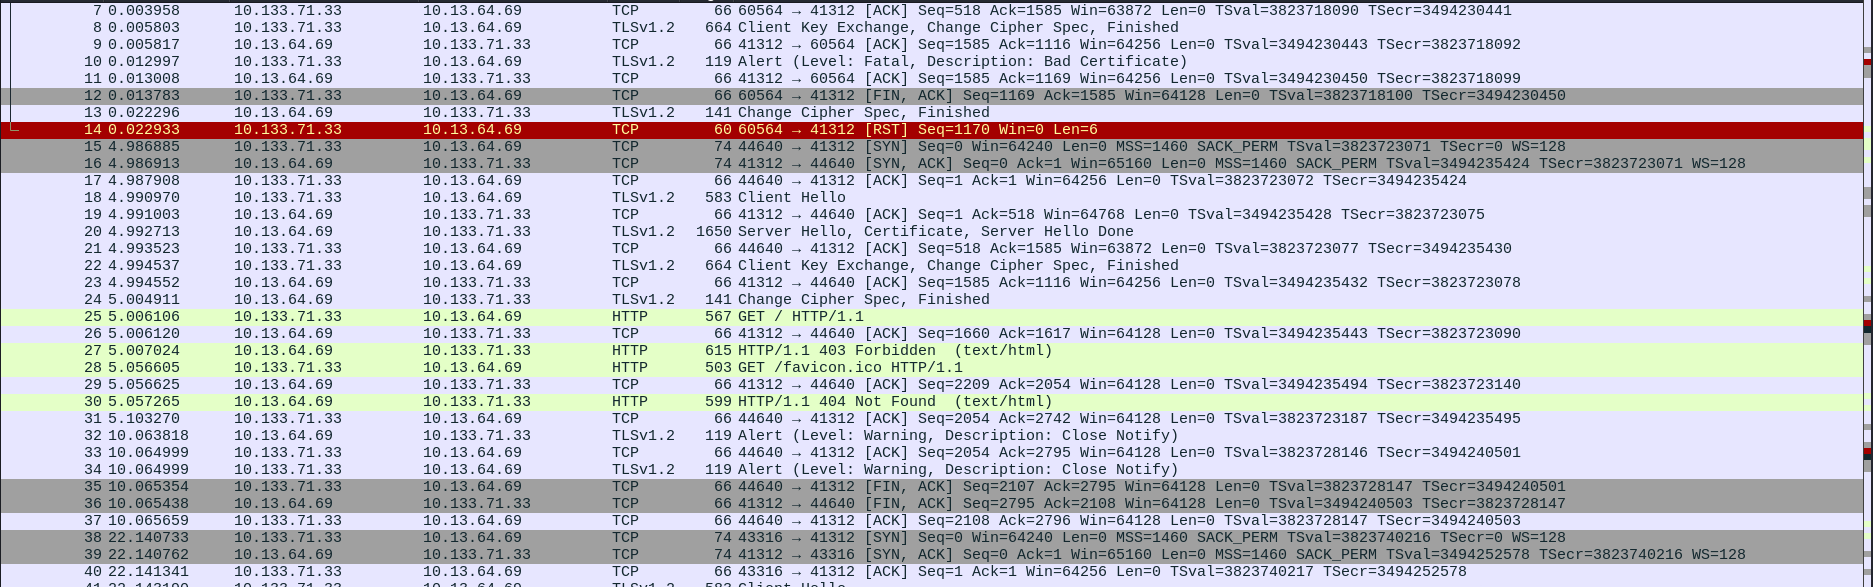 7 0.003958 10.133.71.33 10.13.64.69 TCP 66 60564 → 41312 [ACK] Seq=518 Ack=1585 Win=63872 Len=0 TSval=3823718090 TSecr=3494230441
8 0.005803 10.133.71.33 10.13.64.69 TLSv1.2 664 Client Key Exchange, Change Cipher Spec, Finished
9 0.005817 10.13.64.69 10.133.71.33 TCP 66 41312 → 60564 [ACK] Seq=1585 Ack=1116 Win=64256 Len=0 TSval=3494230443 TSecr=3823718092
10 0.012997 10.133.71.33 10.13.64.69 TLSv1.2 119 Alert (Level: Fatal, Description: Bad Certificate)
11 0.013008 10.13.64.69 10.133.71.33 TCP 66 41312 → 60564 [ACK] Seq=1585 Ack=1169 Win=64256 Len=0 TSval=3494230450 TSecr=3823718099
12 0.013783 10.133.71.33 10.13.64.69 TCP 66 60564 → 41312 [FIN, ACK] Seq=1169 Ack=1585 Win=64128 Len=0 TSval=3823718100 TSecr=3494230450
13 0.022296 10.13.64.69 10.133.71.33 TLSv1.2 141 Change Cipher Spec, Finished
14 0.022933 10.133.71.33 10.13.64.69 TCP 60 60564 → 41312 [RST] Seq=1170 Win=0 Len=6
15 4.986885 10.133.71.33 10.13.64.69 TCP 74 44640 → 41312 [SYN] Seq=0 Win=64240 Len=0 MSS=1460 SACK_PERM TSval=3823723071 TSecr=0 WS=128
16 4.986913 10.13.64.69 10.133.71.33 TCP 74 41312 → 44640 [SYN, ACK] Seq=0 Ack=1 Win=65160 Len=0 MSS=1460 SACK_PERM TSval=3494235424 TSecr=3823723071 WS=128
17 4.987908 10.133.71.33 10.13.64.69 TCP 66 44640 → 41312 [ACK] Seq=1 Ack=1 Win=64256 Len=0 TSval=3823723072 TSecr=3494235424
18 4.990970 10.133.71.33 10.13.64.69 TLSv1.2 583 Client Hello
19 4.991003 10.13.64.69 10.133.71.33 TCP 66 41312 → 44640 [ACK] Seq=1 Ack=518 Win=64768 Len=0 TSval=3494235428 TSecr=3823723075
20 4.992713 10.13.64.69 10.133.71.33 TLSv1.2 1650 Server Hello, Certificate, Server Hello Done
21 4.993523 10.133.71.33 10.13.64.69 TCP 66 44640 → 41312 [ACK] Seq=518 Ack=1585 Win=63872 Len=0 TSval=3823723077 TSecr=3494235430
22 4.994537 10.133.71.33 10.13.64.69 TLSv1.2 664 Client Key Exchange, Change Cipher Spec, Finished
23 4.994552 10.13.64.69 10.133.71.33 TCP 66 41312 → 44640 [ACK] Seq=1585 Ack=1116 Win=64256 Len=0 TSval=3494235432 TSecr=3823723078
24 5.004911 10.13.64.69 10.133.71.33 TLSv1.2 141 Change Cipher Spec, Finished
25 5.006106 10.133.71.33 10.13.64.69 HTTP 567 GET / HTTP/1.1
26 5.006120 10.13.64.69 10.133.71.33 TCP 66 41312 → 44640 [ACK] Seq=1660 Ack=1617 Win=64128 Len=0 TSval=3494235443 TSecr=3823723090
27 5.007024 10.13.64.69 10.133.71.33 HTTP 615 HTTP/1.1 403 Forbidden (text/html)
28 5.056605 10.133.71.33 10.13.64.69 HTTP 503 GET /favicon.ico HTTP/1.1
29 5.056625 10.13.64.69 10.133.71.33 TCP 66 41312 → 44640 [ACK] Seq=2209 Ack=2054 Win=64128 Len=0 TSval=3494235494 TSecr=3823723140
30 5.057265 10.13.64.69 10.133.71.33 HTTP 599 HTTP/1.1 404 Not Found (text/html)
31 5.103270 10.133.71.33 10.13.64.69 TCP 66 44640 → 41312 [ACK] Seq=2054 Ack=2742 Win=64128 Len=0 TSval=3823723187 TSecr=3494235495
32 10.063818 10.13.64.69 10.133.71.33 TLSv1.2 119 Alert (Level: Warning, Description: Close Notify)
33 10.064999 10.133.71.33 10.13.64.69 TCP 66 44640 → 41312 [ACK] Seq=2054 Ack=2795 Win=64128 Len=0 TSval=3823728146 TSecr=3494240501
34 10.064999 10.133.71.33 10.13.64.69 TLSv1.2 119 Alert (Level: Warning, Description: Close Notify)
35 10.065354 10.133.71.33 10.13.64.69 TCP 66 44640 → 41312 [FIN, ACK] Seq=2107 Ack=2795 Win=64128 Len=0 TSval=3823728147 TSecr=3494240501
36 10.065438 10.13.64.69 10.133.71.33 TCP 66 41312 → 44640 [FIN, ACK] Seq=2795 Ack=2108 Win=64128 Len=0 TSval=3494240503 TSecr=3823728147
37 10.065659 10.133.71.33 10.13.64.69 TCP 66 44640 → 41312 [ACK] Seq=2108 Ack=2796 Win=64128 Len=0 TSval=3823728147 TSecr=3494240503
38 22.140733 10.133.71.33 10.13.64.69 TCP 74 43316 → 41312 [SYN] Seq=0 Win=64240 Len=0 MSS=1460 SACK_PERM TSval=3823740216 TSecr=0 WS=128
39 22.140762 10.13.64.69 10.133.71.33 TCP 74 41312 → 43316 [SYN, ACK] Seq=0 Ack=1 Win=65160 Len=0 MSS=1460 SACK_PERM TSval=3494252578 TSecr=3823740216 WS=128
40 22.141341 10.133.71.33 10.13.64.69 TCP 66 43316 → 41312 [ACK] Seq=1 Ack=1 Win=64256 Len=0 TSval=3823740217 TSecr=3494252578